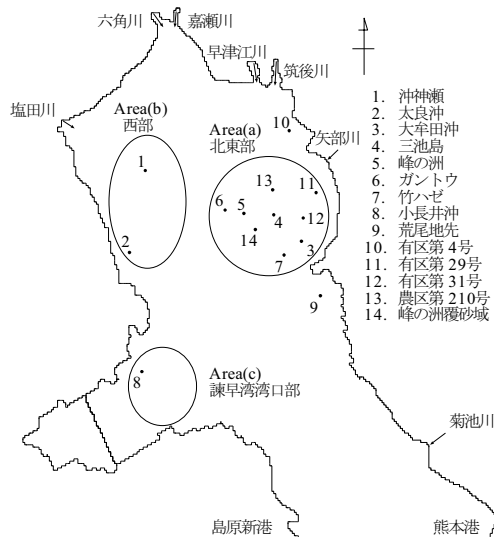 六角川
嘉瀬川
早津江川
筑後川
塩田川
矢部川
Area(b)
西部
Area(a)
北東部
10
1
13
11
6
5
4
12
14
3
2
7
9
Area(c)
諫早湾湾口部
8
菊池川
島原新港
熊本港
1. 沖神瀬
2. 太良沖
3. 大牟田沖
4. 三池島
5. 峰の洲
6. ガントウ
7. 竹ハゼ
8. 小長井沖
9. 荒尾地先
10. 有区第4号
11. 有区第29号
12. 有区第31号
13. 農区第210号
14. 峰の洲覆砂域